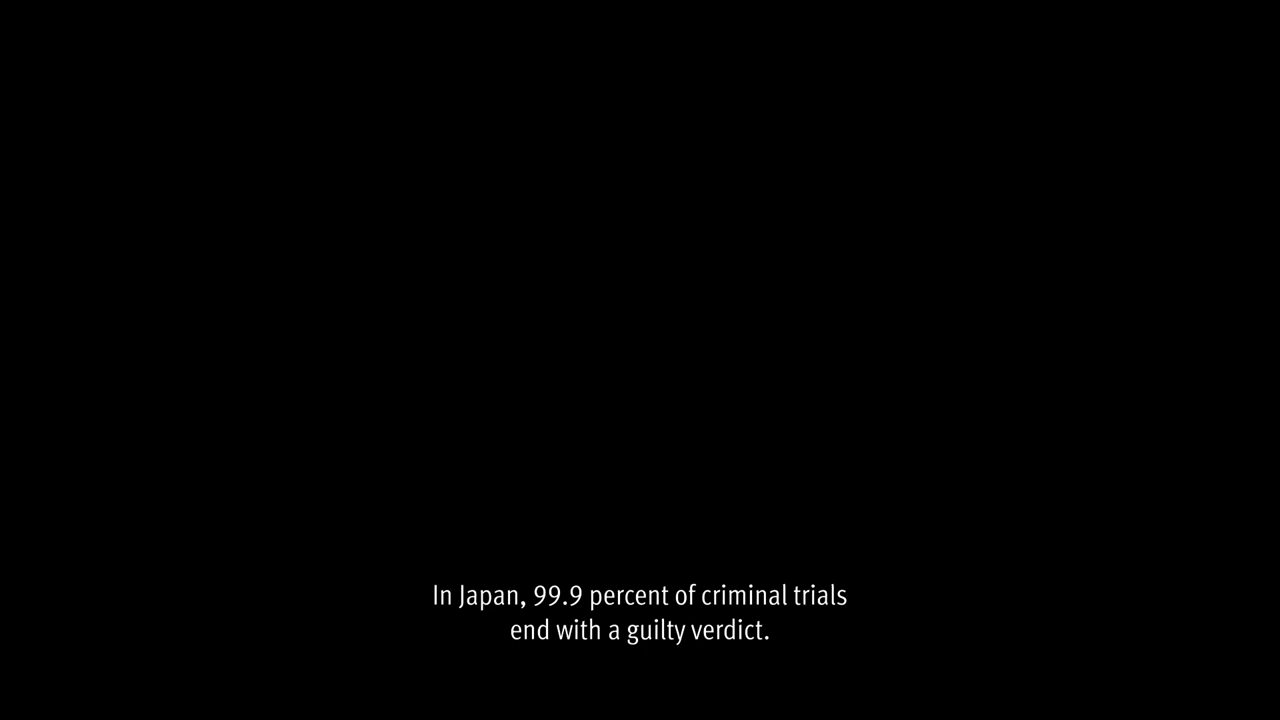 In Japan, 99.9 percent of criminal trials
end with a guilty verdict.